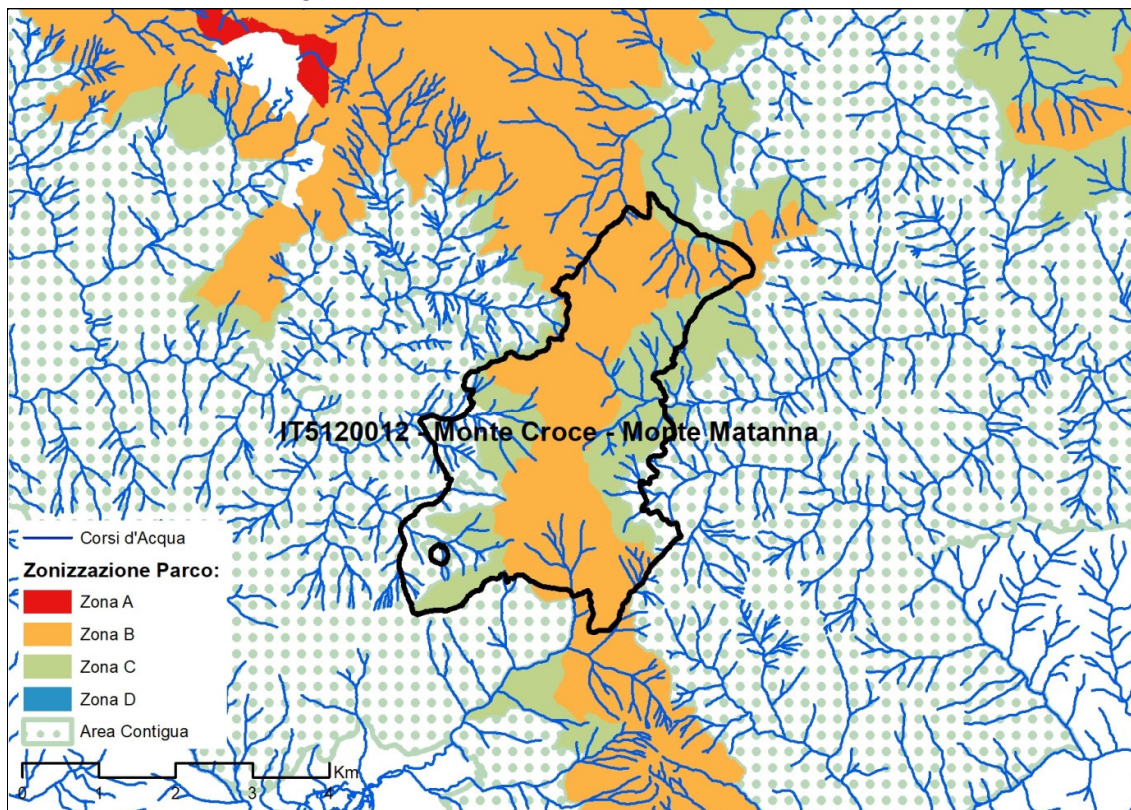 IT5120012 - Monte Croce - Monte Matanna
Corsi d'Acqua
Zonizzazione Parco:
Zona A
Zona B
Zona C
Zona D
Area Contigua
Km
0 1 2 3 4